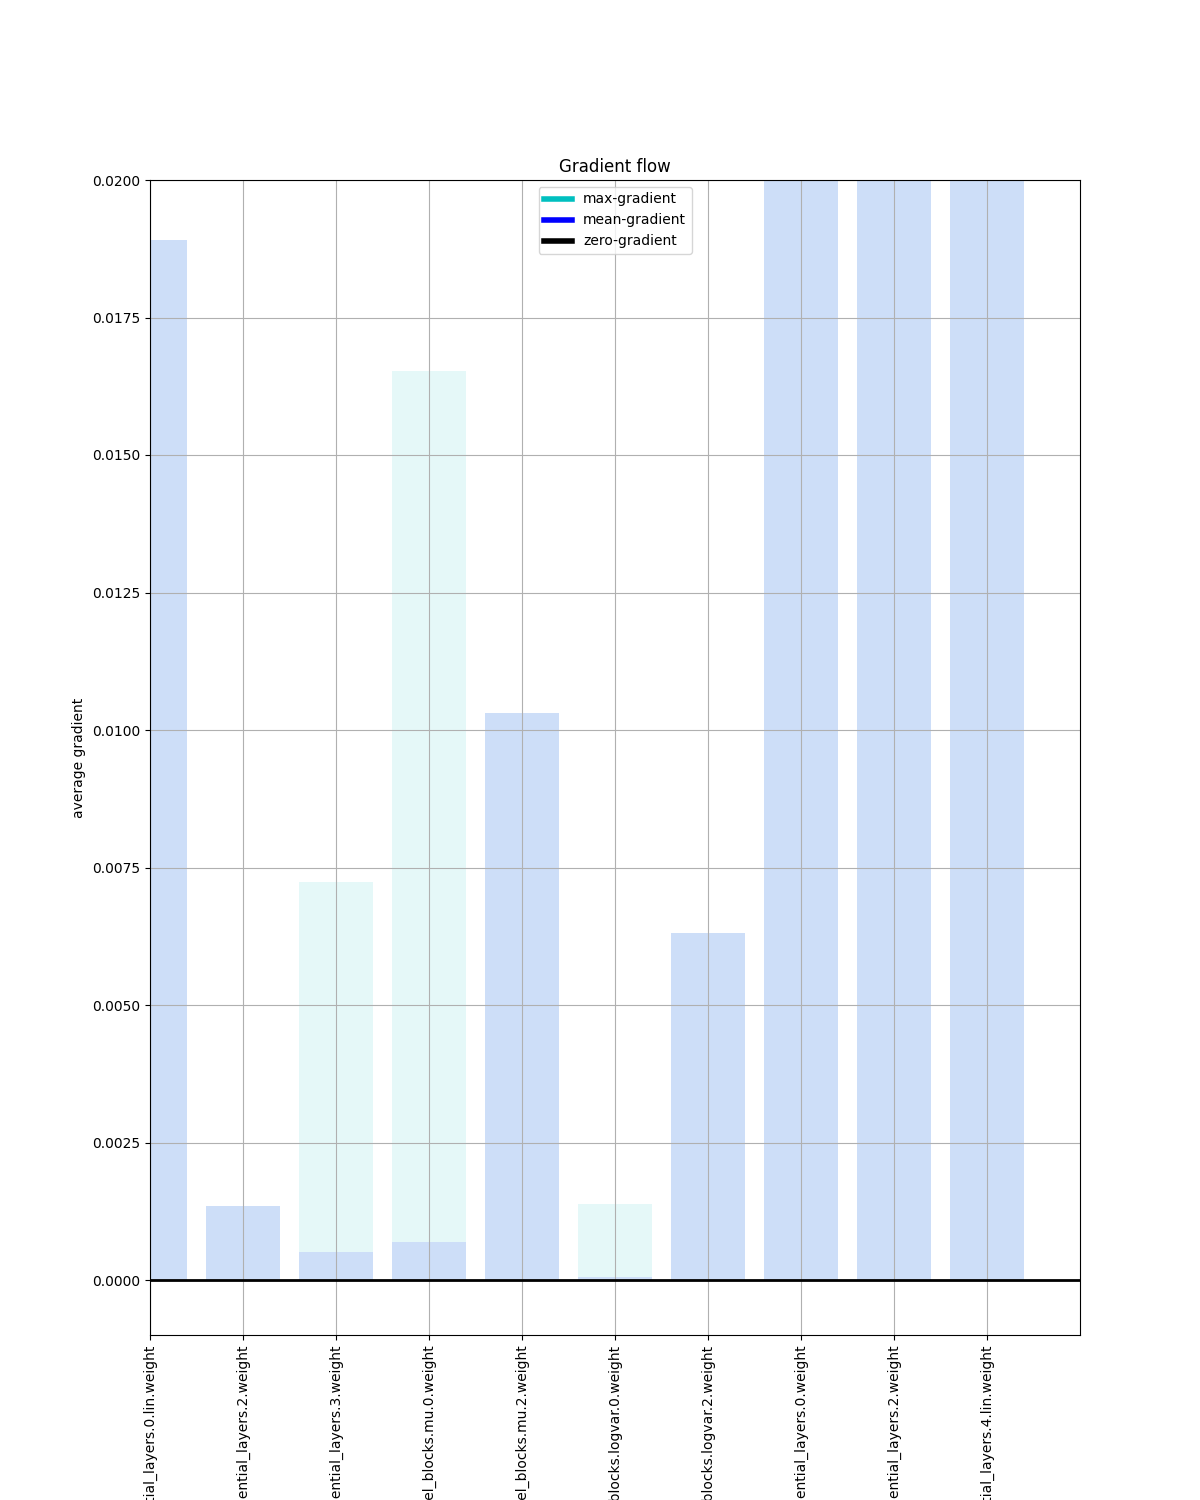 Gradient flow
max-gradient
mean-gradient
zero-gradient
0.0200
0.0175
0.0150
0.0125
0.0100
0.0075
0.0050
0.0025
0.0000
average gradient
tial_layers.0.lin.weight
ential_layers.2.weight
ential_layers.3.weight
el_blocks.mu.0.weight
el_blocks.mu.2.weight
blocks.logvar.0.weight
blocks.logvar.2.weight
ential_layers.0.weight
ential_layers.2.weight
tial_layers.4.lin.weight